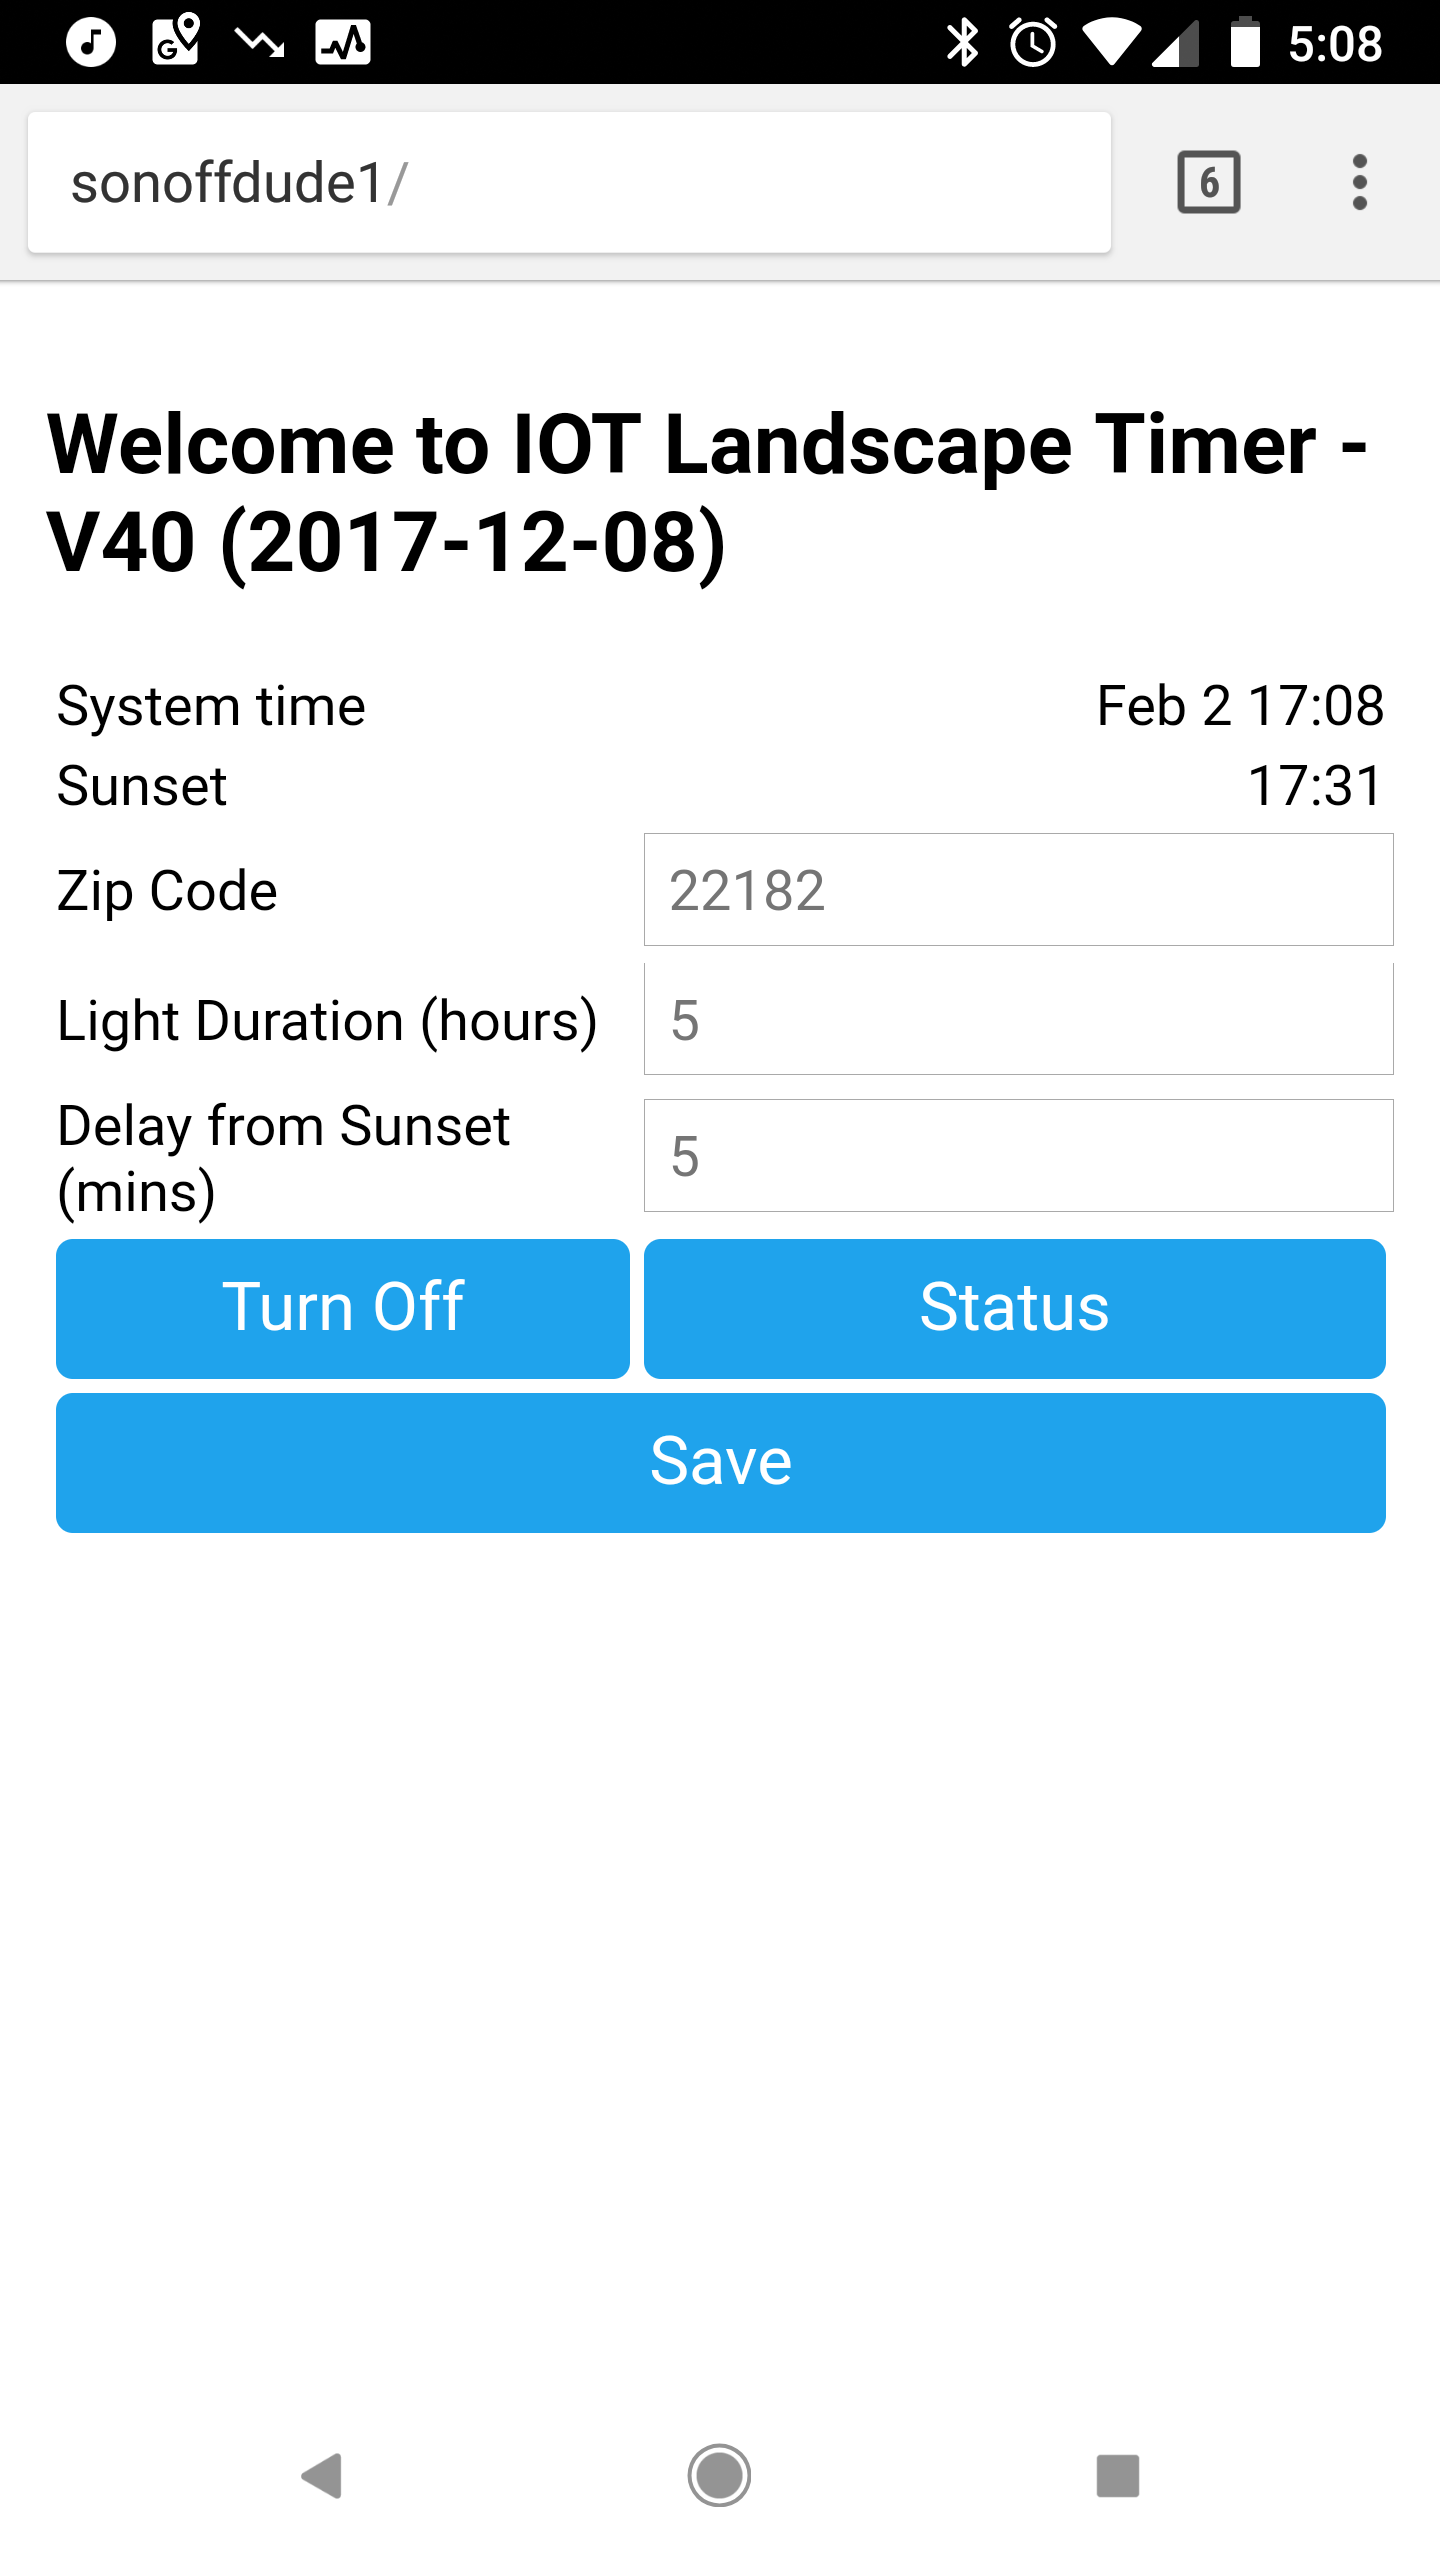 5:08
sonoffdude1/
6
Welcome to IOT Landscape Timer -
V40 (2017-12-08)
System time Feb 2 17:08
Sunset 17:31
Zip Code 22182
Light Duration (hours) 5
Delay from Sunset
(mins) 5
Turn Off Status
Save